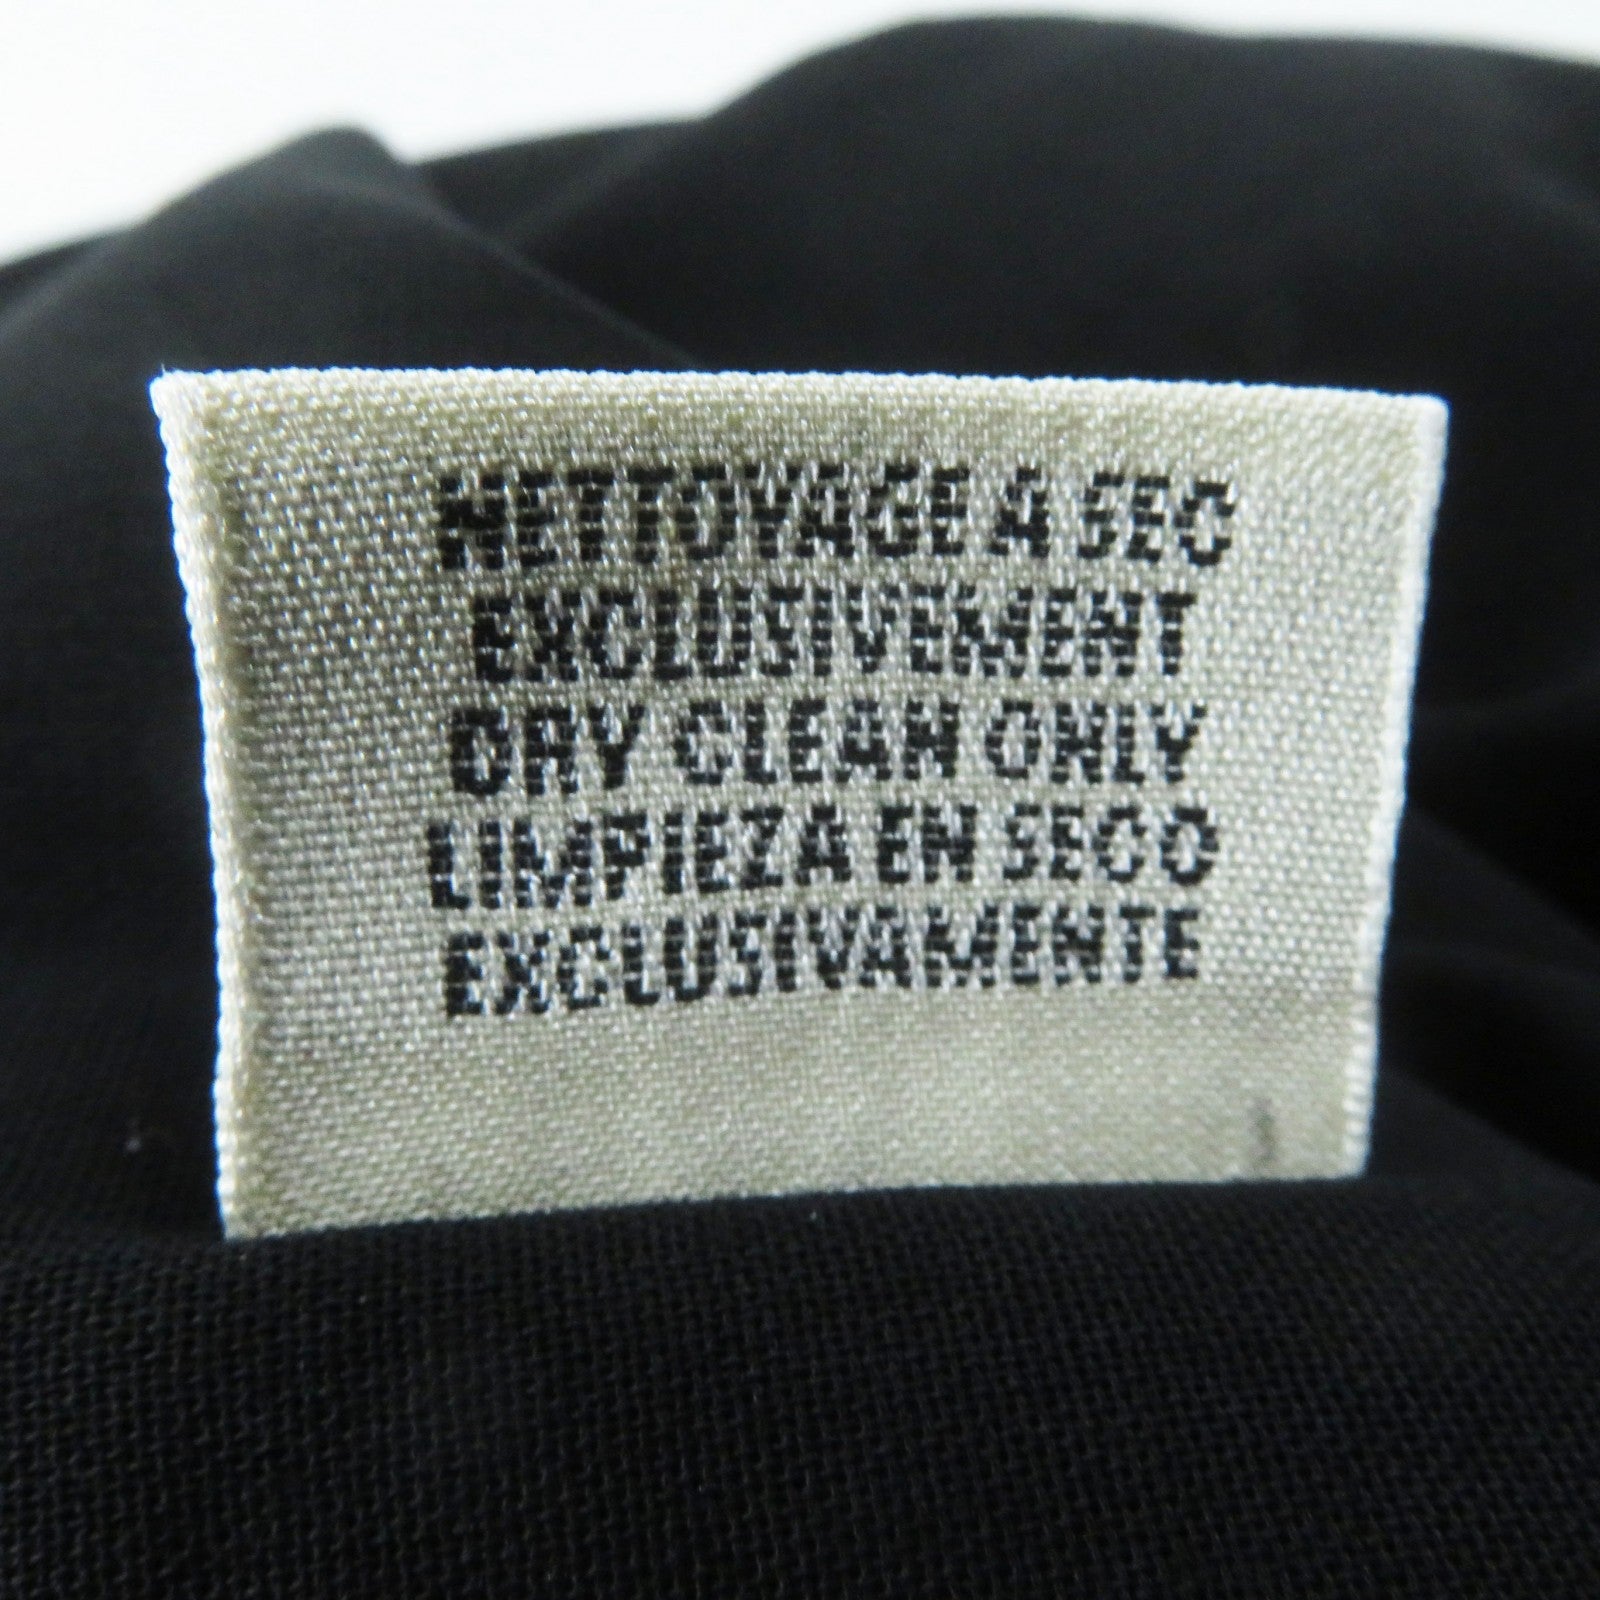 NETTOYAGE A SEC
EXCLUSIVEMENT
DRY CLEAN ONLY
LIMPIEZA EN SECO
EXCLUSIVAMENTE